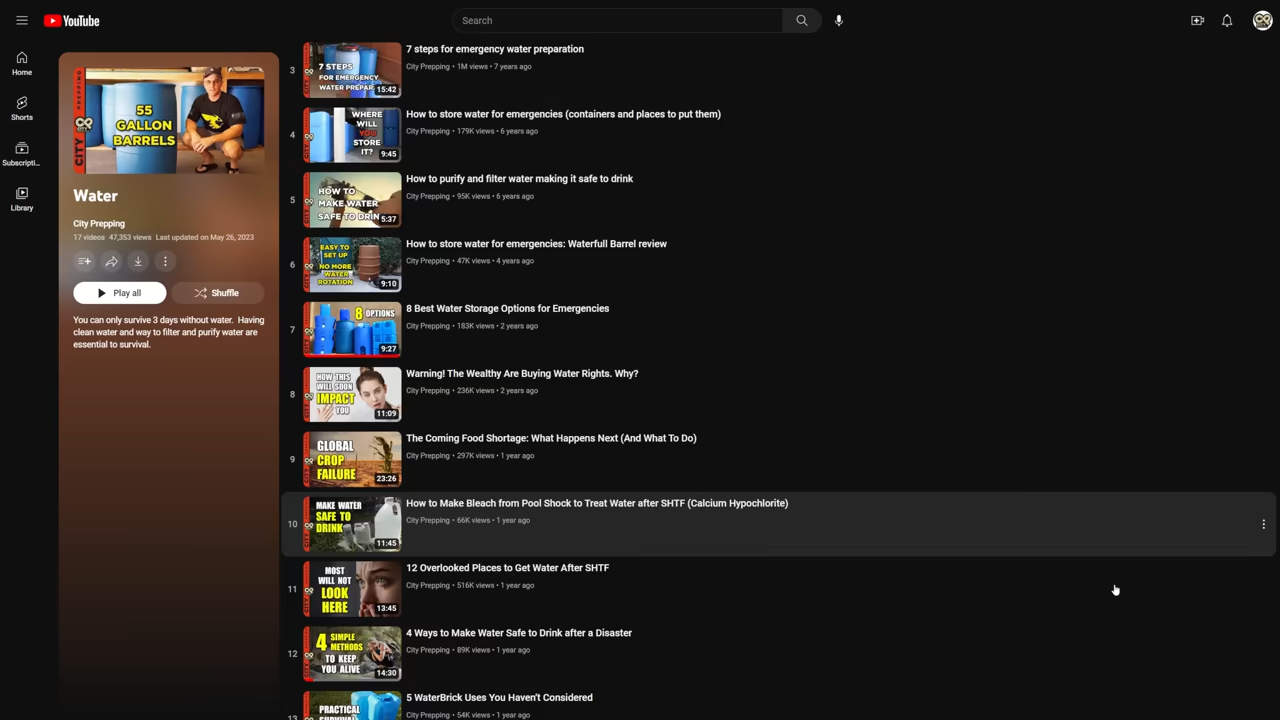 YouTube
Search
Home
Shorts
Subscripti...
Library
PREPPING
CITY
55
GALLON
BARRELS
Water
City Prepping
17 videos 47,353 views Last updated on May 26, 2023
Play all
Shuffle
You can only survive 3 days without water. Having
clean water and way to filter and purify water are
essential to survival.
3
7 STEPS
FOR EMERGENCY
WATER PREPAR
15:42
7 steps for emergency water preparation
City Prepping • 1M views • 7 years ago
4
WHERE
WILL
YOU
STORE
IT?
9:45
How to store water for emergencies (containers and places to put them)
City Prepping • 179K views • 6 years ago
5
HOW TO
MAKE WATER
SAFE TO DRIN
5:37
How to purify and filter water making it safe to drink
City Prepping • 95K views • 6 years ago
6
EASY TO
SET UP
NO MORE
WATER
ROTATION
9:10
How to store water for emergencies: Waterfull Barrel review
City Prepping • 47K views • 4 years ago
7
8 OPTIONS
9:27
8 Best Water Storage Options for Emergencies
City Prepping • 183K views • 2 years ago
8
HOW THIS
WILL SOON
IMPACT
YOU
11:09
Warning! The Wealthy Are Buying Water Rights. Why?
City Prepping • 236K views • 2 years ago
9
GLOBAL
CROP
FAILURE
23:26
The Coming Food Shortage: What Happens Next (And What To Do)
City Prepping • 297K views • 1 year ago
10
MAKE WATER
SAFE TO
DRINK
11:45
How to Make Bleach from Pool Shock to Treat Water after SHTF (Calcium Hypochlorite)
City Prepping • 66K views • 1 year ago
11
MOST
WILL NOT
LOOK
HERE
13:45
12 Overlooked Places to Get Water After SHTF
City Prepping • 516K views • 1 year ago
12
4 SIMPLE
METHODS
TO KEEP
YOU ALIVE
14:30
4 Ways to Make Water Safe to Drink after a Disaster
City Prepping • 89K views • 1 year ago
13
PRACTICAL
5 WaterBrick Uses You Haven't Considered
City Prepping • 54K views • 1 year ago